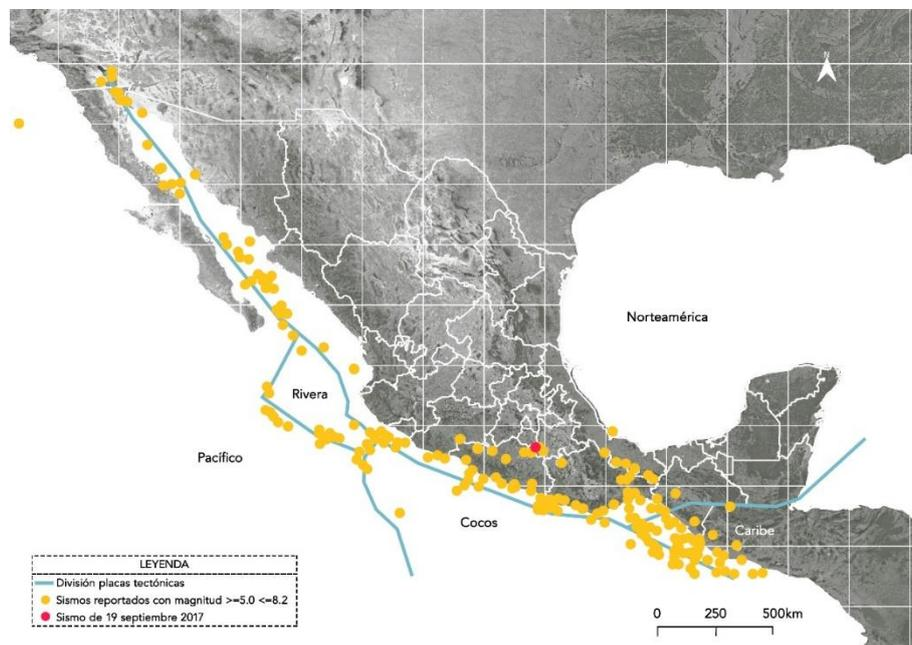 N
Norteamérica
Rivera
Pacífico
Cocos
Caribe
LEYENDA
División placas tectónicas
Sismos reportados con magnitud >=5.0 <=8.2
Sismo de 19 septiembre 2017
0 250 500km